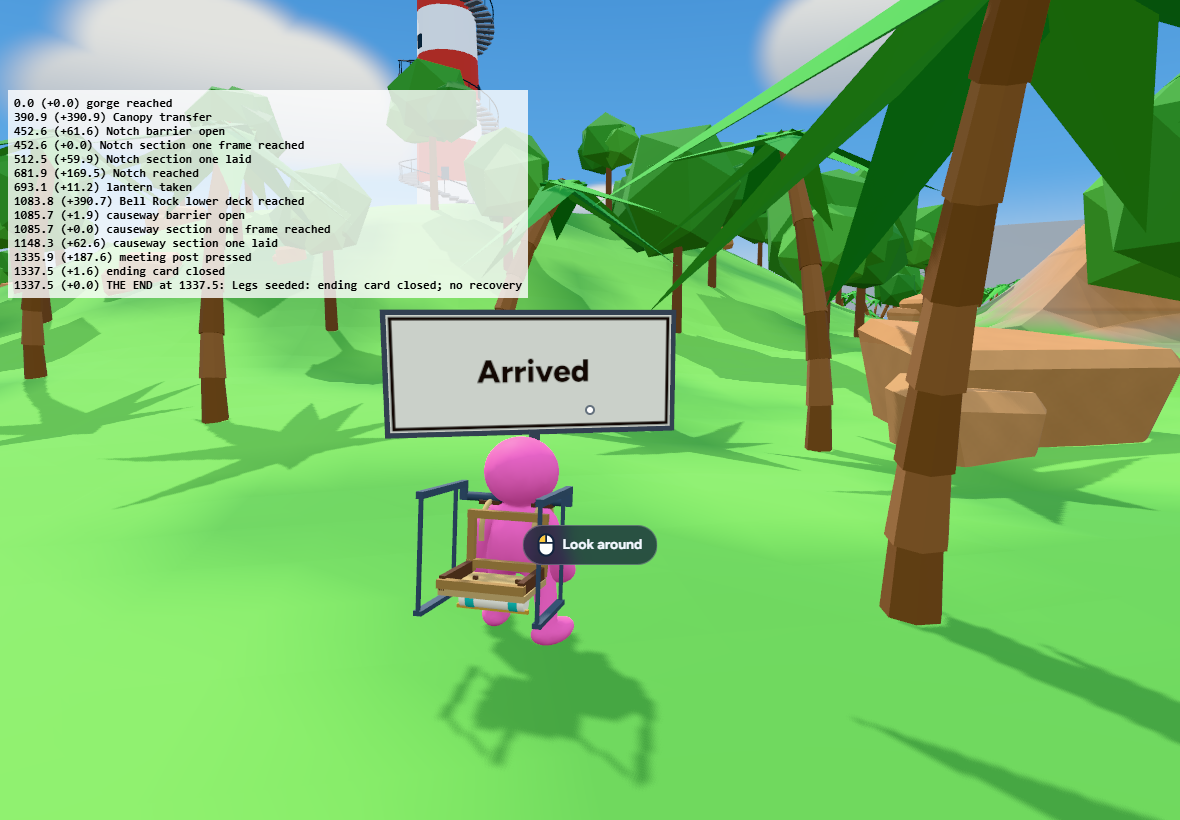 0.0 (+0.0) gorge reached
390.9 (+390.9) Canopy transfer
452.6 (+61.6) Notch barrier open
452.6 (+0.0) Notch section one frame reached
512.5 (+59.9) Notch section one laid
681.9 (+169.5) Notch reached
693.1 (+11.2) lantern taken
1083.8 (+390.7) Bell Rock lower deck reached
1085.7 (+1.9) causeway barrier open
1085.7 (+0.0) causeway section one frame reached
1148.3 (+62.6) causeway section one laid
1335.9 (+187.6) meeting post pressed
1337.5 (+1.6) ending card closed
1337.5 (+0.0) THE END at 1337.5: Legs seeded: ending card closed; no recovery
Arrived
Look around